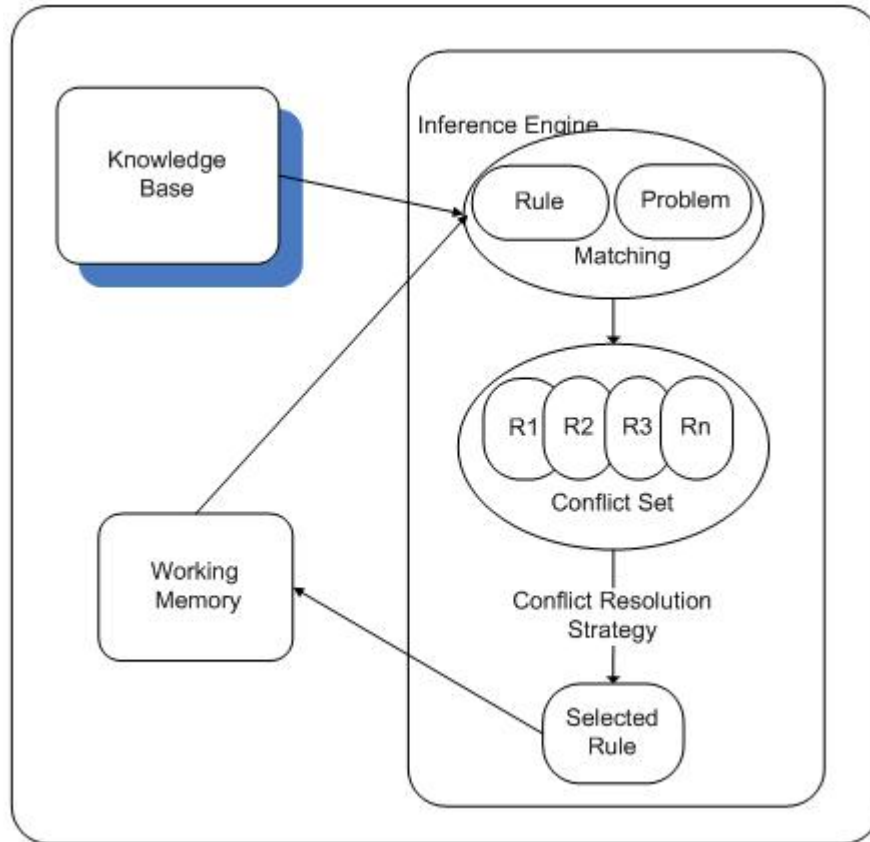 Knowledge
Base
Inference Engine
Rule
Problem
Matching
R1
R2
R3
Rn
Conflict Set
Working
Memory
Conflict Resolution
Strategy
Selected
Rule